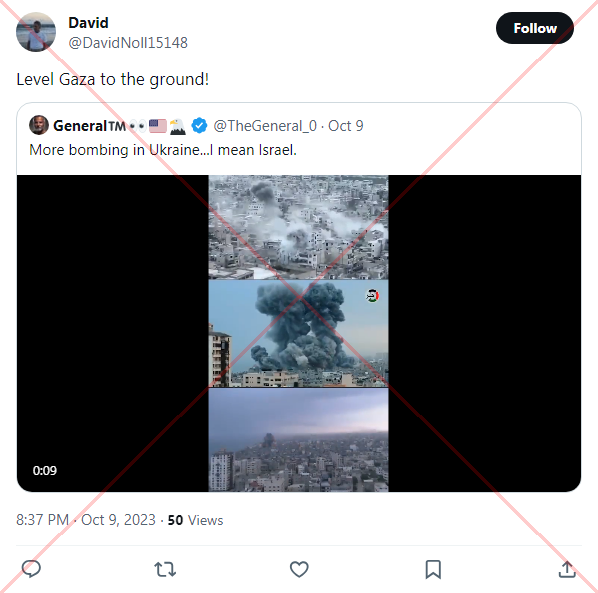 David
@DavidNoll15148
Follow
Level Gaza to the ground!
General™👀🇺🇸🦅 @TheGeneral_0 · Oct 9
More bombing in Ukraine...I mean Israel.
0:09
8:37 PM · Oct 9, 2023 · 50 Views